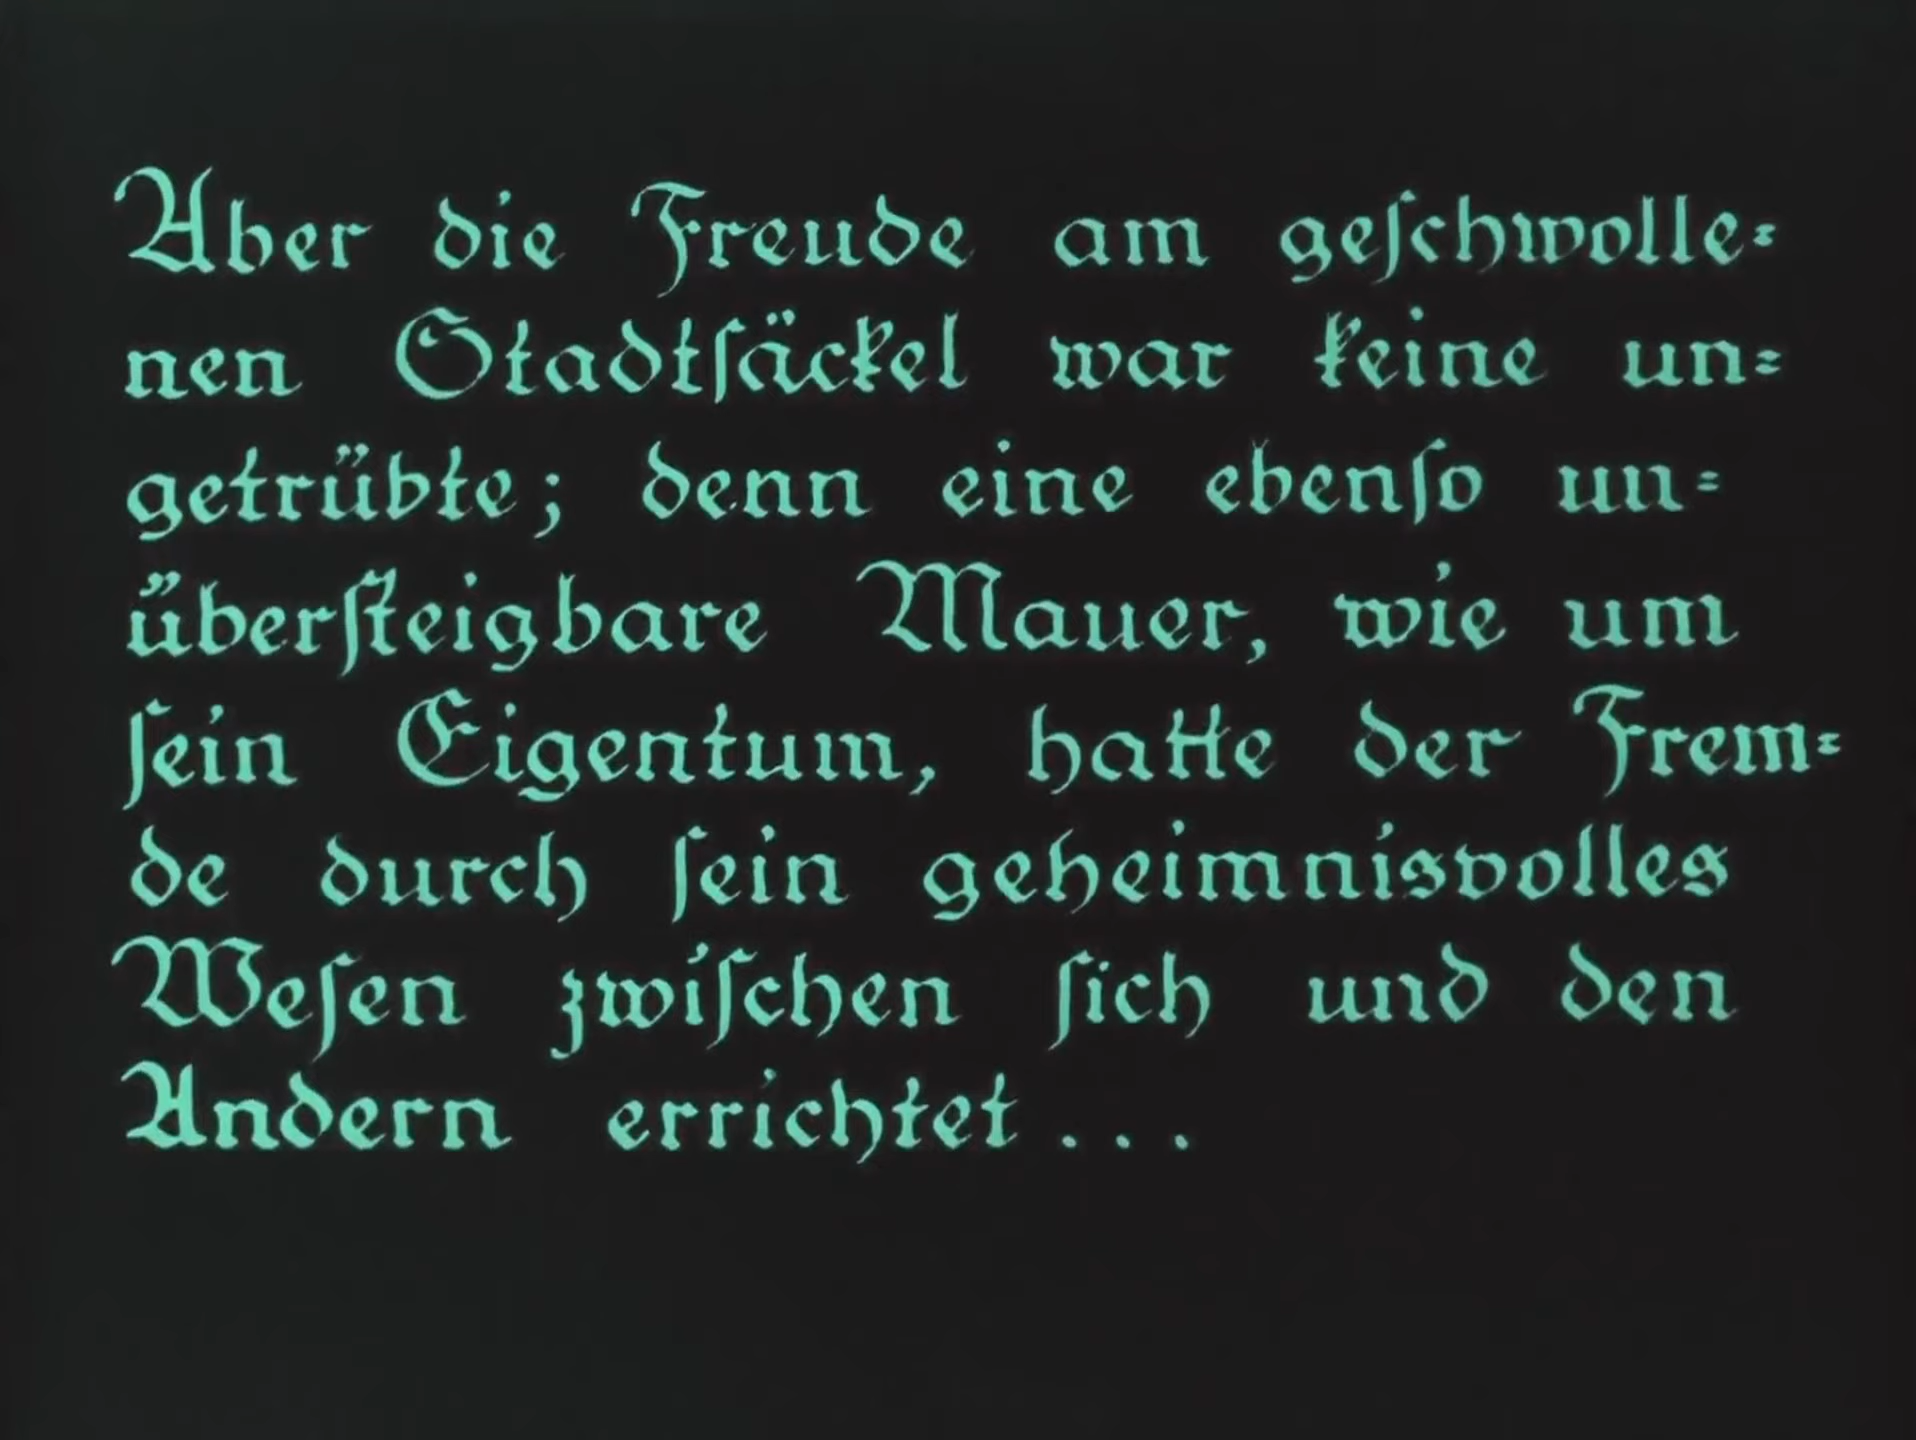 Aber die Freude am geſchwolle⸗
nen Stadtſäckel war keine un⸗
getrübte; denn eine ebenſo un⸗
überſteigbare Mauer, wie um
ſein Eigentum, hatte der Frem⸗
de durch ſein geheimnisvolles
Weſen zwiſchen ſich und den
Andern errichtet . . .